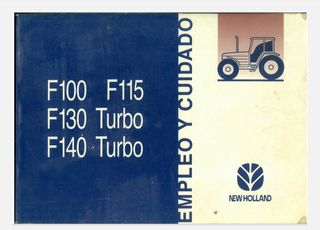 F100 F115
F130 Turbo
F140 Turbo
EMPLEO Y CUIDADO
NEW HOLLAND